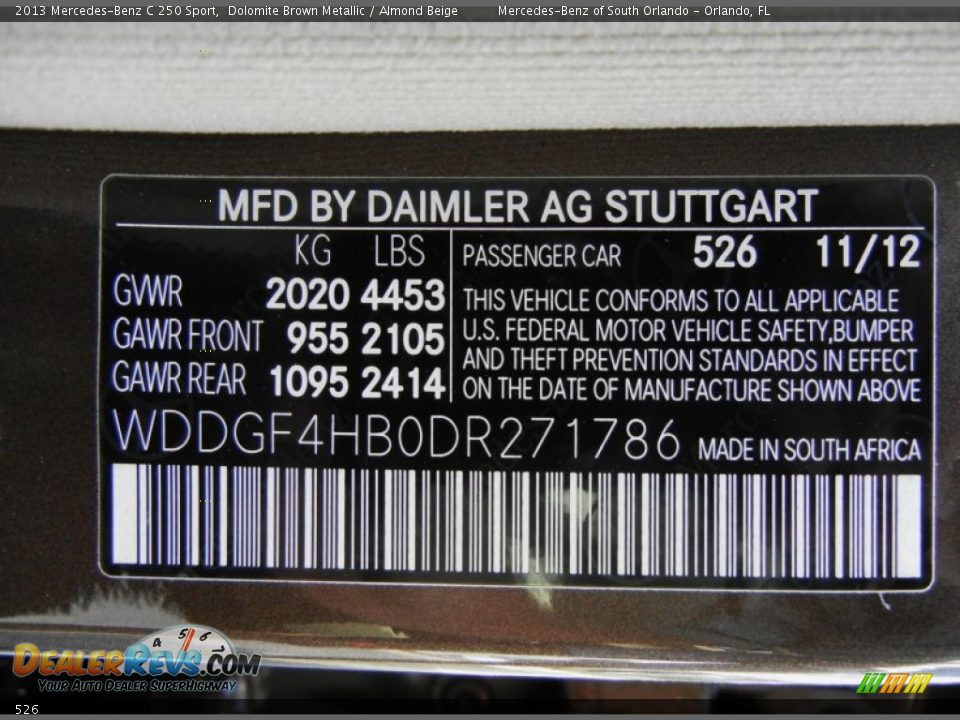 2013 Mercedes-Benz C 250 Sport, Dolomite Brown Metallic / Almond Beige Mercedes-Benz of South Orlando - Orlando, FL
MFD BY DAIMLER AG STUTTGART
KG LBS PASSENGER CAR 526 11/12
GVWR 2020 4453
GAWR FRONT 955 2105
GAWR REAR 1095 2414
THIS VEHICLE CONFORMS TO ALL APPLICABLE
U.S. FEDERAL MOTOR VEHICLE SAFETY,BUMPER
AND THEFT PREVENTION STANDARDS IN EFFECT
ON THE DATE OF MANUFACTURE SHOWN ABOVE
WDDGF4HB0DR271786 MADE IN SOUTH AFRICA
4 5 6 7
DEALERREVS.COM
YOUR AUTO DEALER SUPERHIGHWAY
526